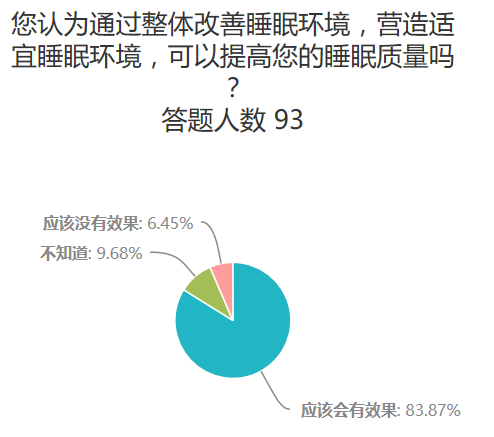 您认为通过整体改善睡眠环境，营造适
宜睡眠环境，可以提高您的睡眠质量吗
？
答题人数 93
应该没有效果: 6.45%
不知道: 9.68%
应该会有效果: 83.87%